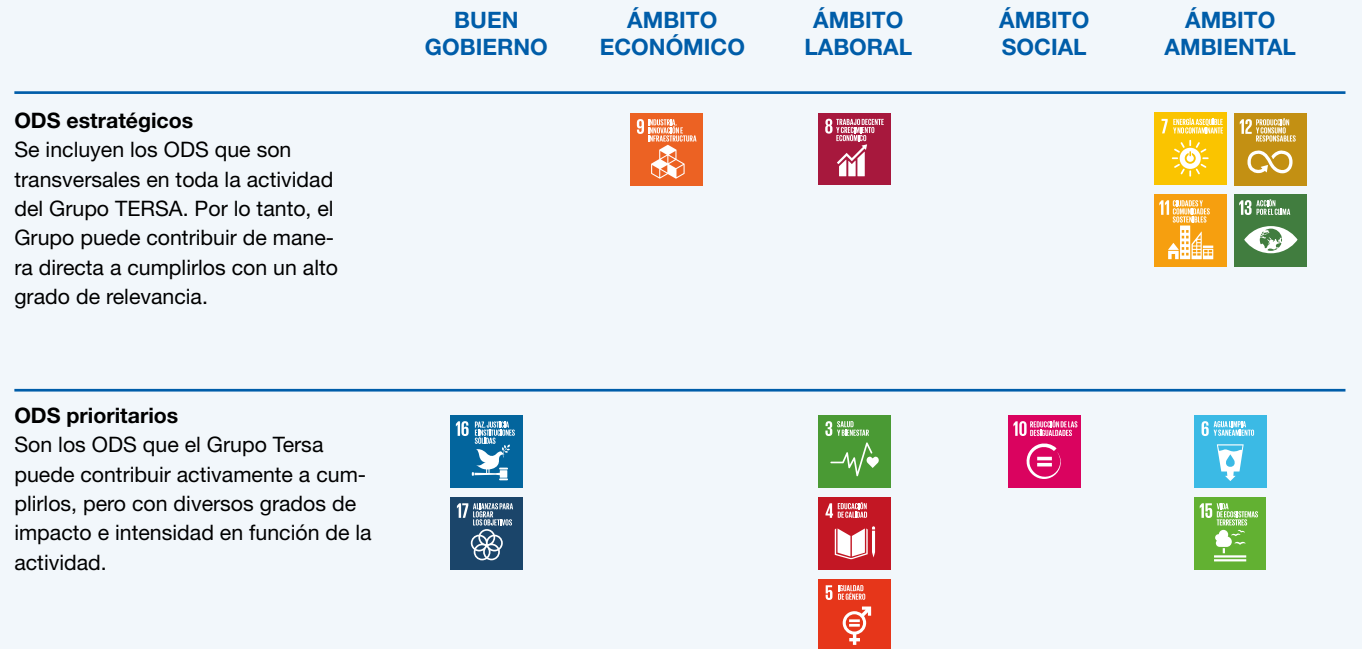 BUEN GOBIERNO
ÁMBITO ECONÓMICO
ÁMBITO LABORAL
ÁMBITO SOCIAL
ÁMBITO AMBIENTAL
ODS estratégicos
Se incluyen los ODS que son
transversales en toda la actividad
del Grupo TERSA. Por lo tanto, el
Grupo puede contribuir de mane-
ra directa a cumplirlos con un alto
grado de relevancia.
9 INDUSTRIA,
INNOVACIÓN E
INFRAESTRUCTURA
8 TRABAJO DECENTE
Y CRECIMIENTO
ECONÓMICO
7 ENERGÍA ASEQUIBLE
Y NO CONTAMINANTE
12 PRODUCCIÓN
Y CONSUMO
RESPONSABLES
11 CIUDADES Y
COMUNIDADES
SOSTENIBLES
13 ACCIÓN
POR EL CLIMA
ODS prioritarios
Son los ODS que el Grupo Tersa
puede contribuir activamente a cum-
plirlos, pero con diversos grados de
impacto e intensidad en función de la
actividad.
16 PAZ, JUSTICIA
E INSTITUCIONES
SÓLIDAS
17 ALIANZAS PARA
LOGRAR
LOS OBJETIVOS
3 SALUD
Y BIENESTAR
4 EDUCACIÓN
DE CALIDAD
5 IGUALDAD
DE GÉNERO
10 REDUCCIÓN DE LAS
DESIGUALDADES
6 AGUA LIMPIA
Y SANEAMIENTO
15 VIDA
DE ECOSISTEMAS
TERRESTRES